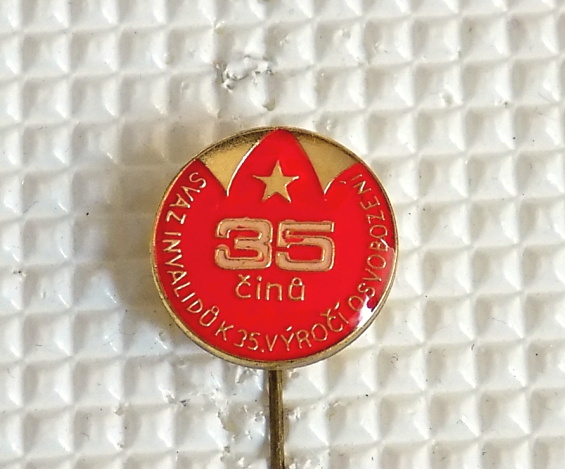 35
činů
SVAZ INVALIDŮ K 35. VÝROČÍ OSVOBOZENÍ